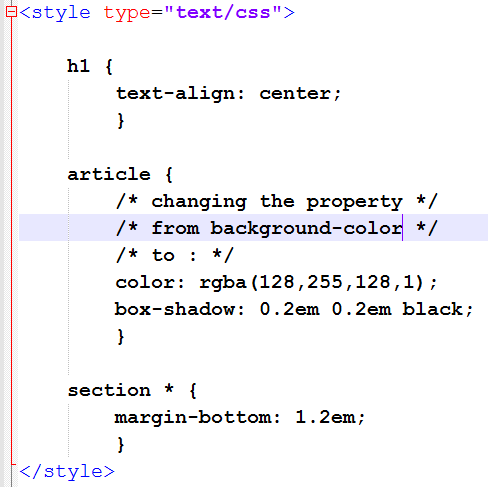 <style type="text/css">
h1 {
text-align: center;
}
article {
/* changing the property */
/* from background-color */
/* to : */
color: rgba(128,255,128,1);
box-shadow: 0.2em 0.2em black;
}
section * {
margin-bottom: 1.2em;
}
</style>